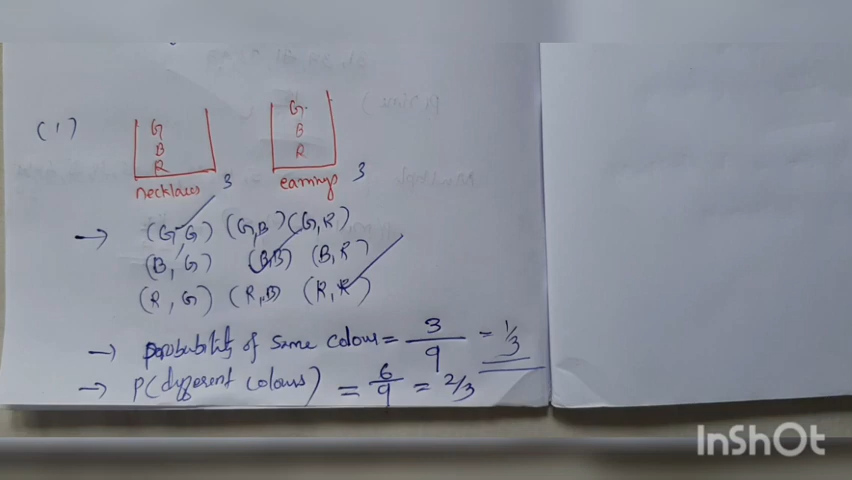 (1)
G G
B B
R R
necklaces 3 earrings 3
→ (G,G) (G,B) (G,R)
(B,G) (B,B) (B,R)
(R,G) (R,B) (R,R)
→ probability of same colour = 3/9 = 1/3
→ P(different colours) = 6/9 = 2/3
InShOt